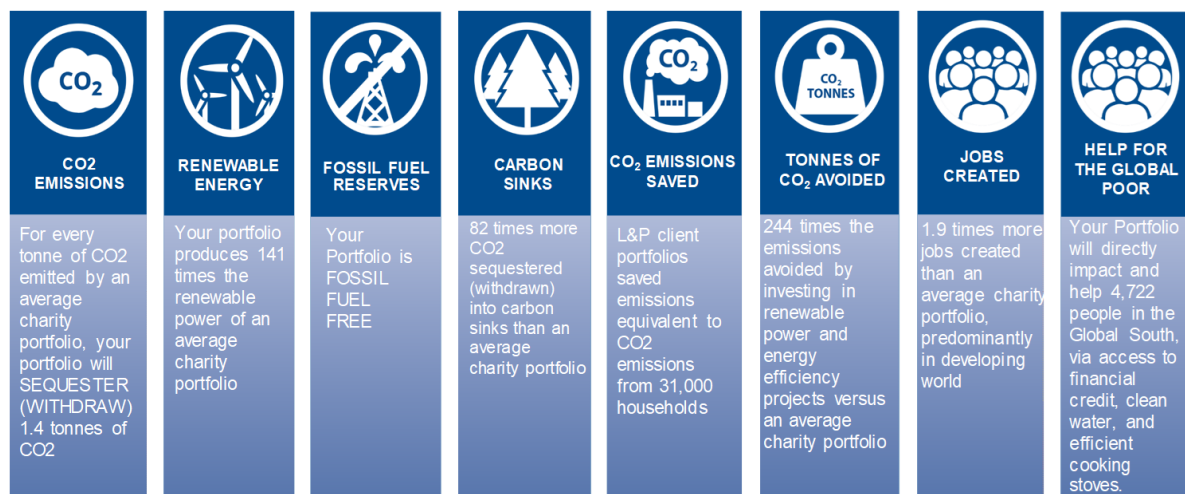 CO₂
CO2
EMISSIONS
For every
tonne of CO2
emitted by an
average
charity
portfolio, your
portfolio will
SEQUESTER
(WITHDRAW)
1.4 tonnes of
CO2
RENEWABLE
ENERGY
Your portfolio
produces 141
times the
renewable
power of an
average
charity
portfolio
FOSSIL FUEL
RESERVES
Your
Portfolio is
FOSSIL
FUEL
FREE
CARBON
SINKS
82 times more
CO2
sequestered
(withdrawn)
into carbon
sinks than an
average
charity portfolio
CO₂
CO₂ EMISSIONS
SAVED
L&P client
portfolios
saved
emissions
equivalent to
CO2
emissions
from 31,000
households
CO₂
TONNES
TONNES OF
CO₂ AVOIDED
244 times the
emissions
avoided by
investing in
renewable
power and
energy
efficiency
projects versus
an average
charity portfolio
JOBS
CREATED
1.9 times more
jobs created
than an
average charity
portfolio,
predominantly
in developing
world
HELP FOR
THE GLOBAL
POOR
Your Portfolio
will directly
impact and
help 4,722
people in the
Global South,
via access to
financial
credit, clean
water, and
efficient
cooking
stoves.